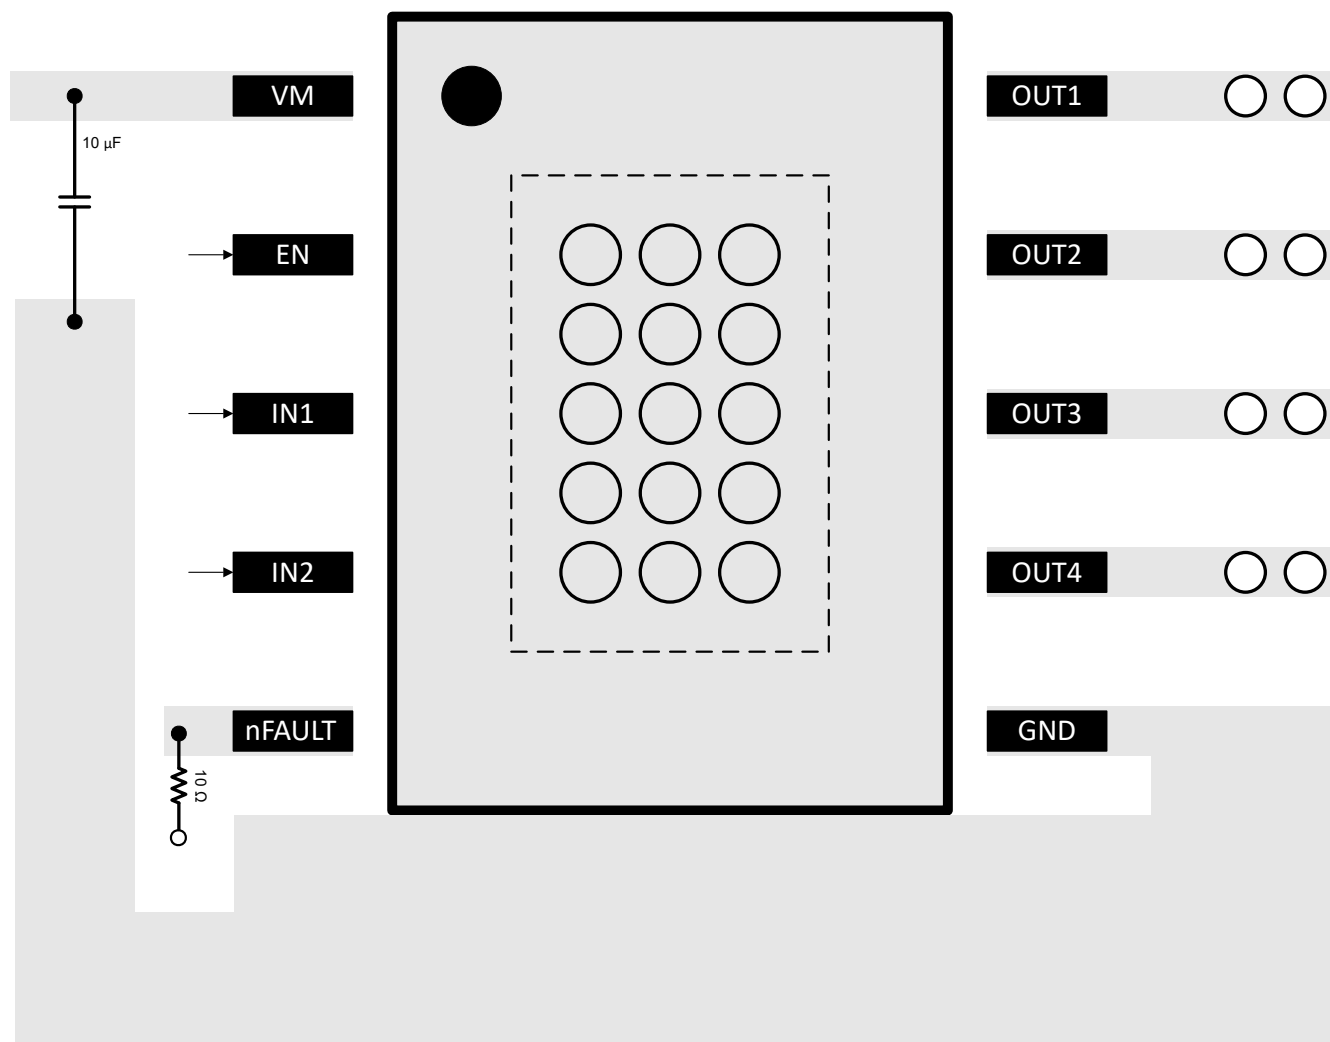 VM
OUT1
10 µF
EN
OUT2
IN1
OUT3
IN2
OUT4
nFAULT
GND
10 Ω